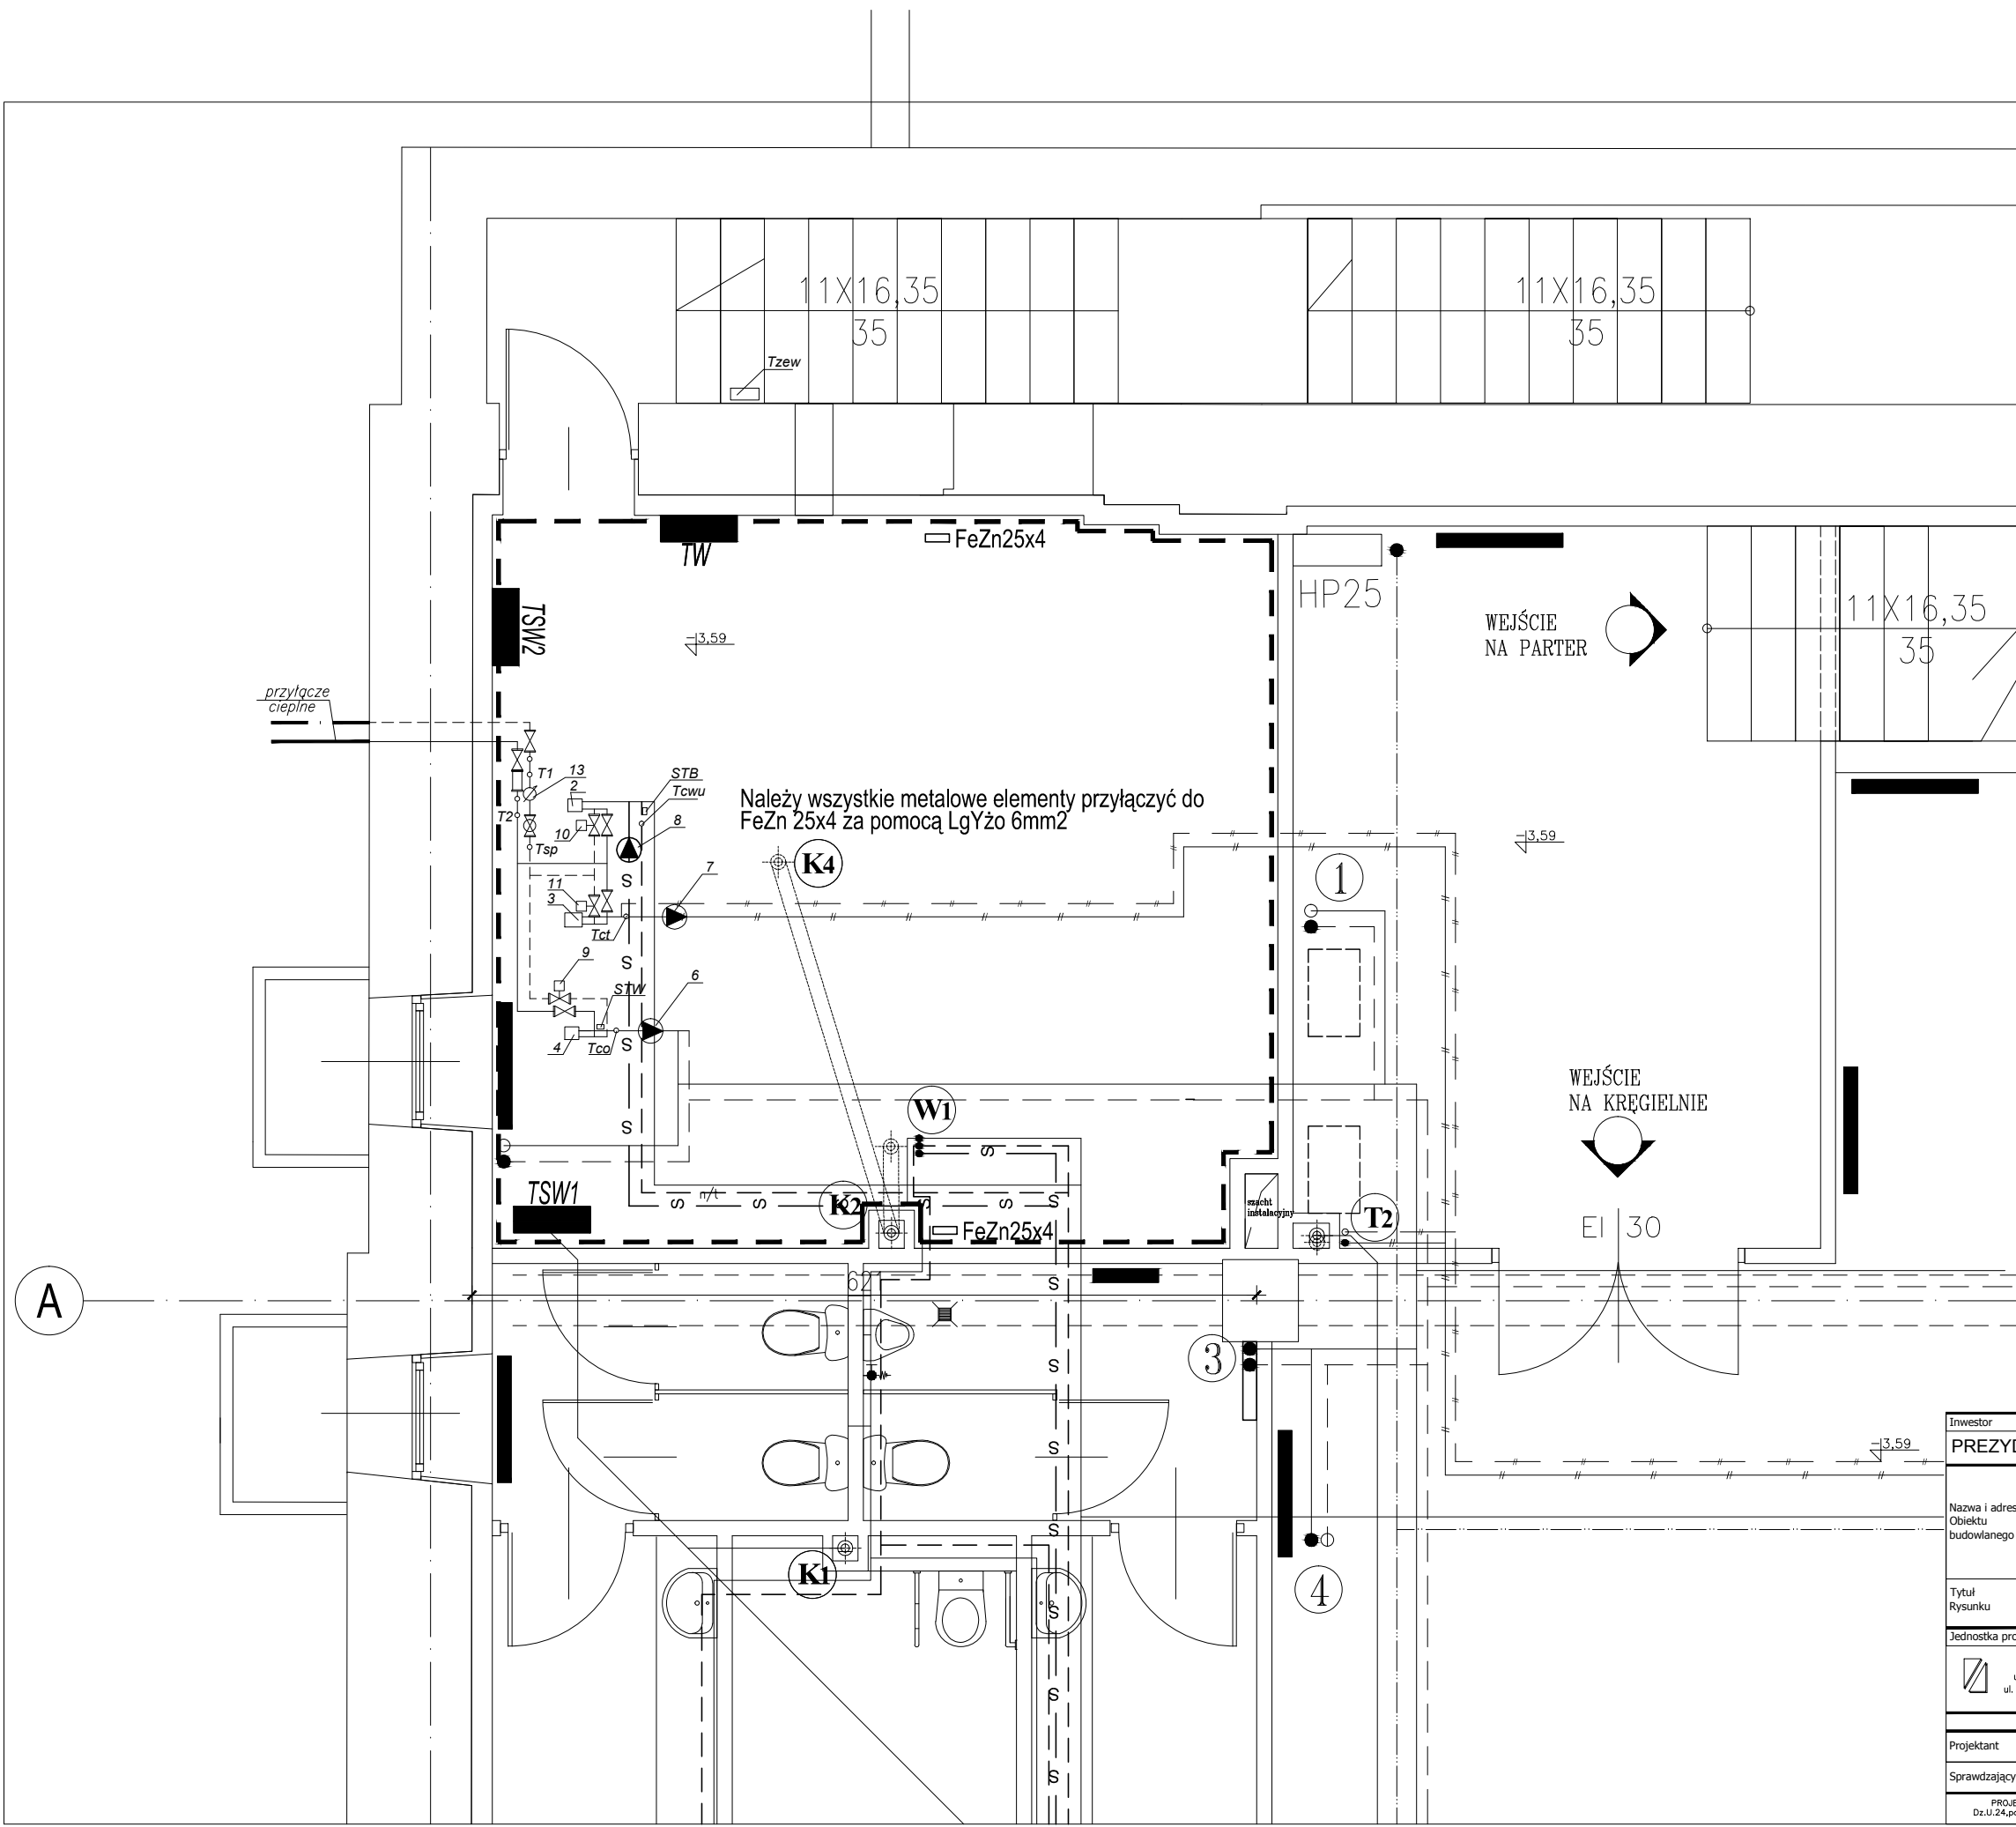 11X16,35
35
11X16,35
35
Tzew
FeZn25x4
TW
TSW2
HP25
WEJŚCIE
NA PARTER
11X16,35
35
-3,59
przyłącze
cieplne
T1
13
2
STB
Tcwu
8
T2
10
Tsp
Należy wszystkie metalowe elementy przyłączyć do
FeZn 25x4 za pomocą LgYżo 6mm2
-3,59
K4
7
1
11
3
S
Tct
9
S
STW
6
4
Tco
S
WEJŚCIE
NA KRĘGIELNIE
W1
S
S
TSW1
n/t
S
S
S
K2
S
S
S
S
FeZn25x4
szacht
instalacyjny
T2
EI 30
A
62
S
3
S
S
-3,59
Inwestor
Nazwa i adres
Obiektu
budowlanego
S
K1
4
S
Tytuł
Rysunku
S
S
Projektant
Sprawdzający